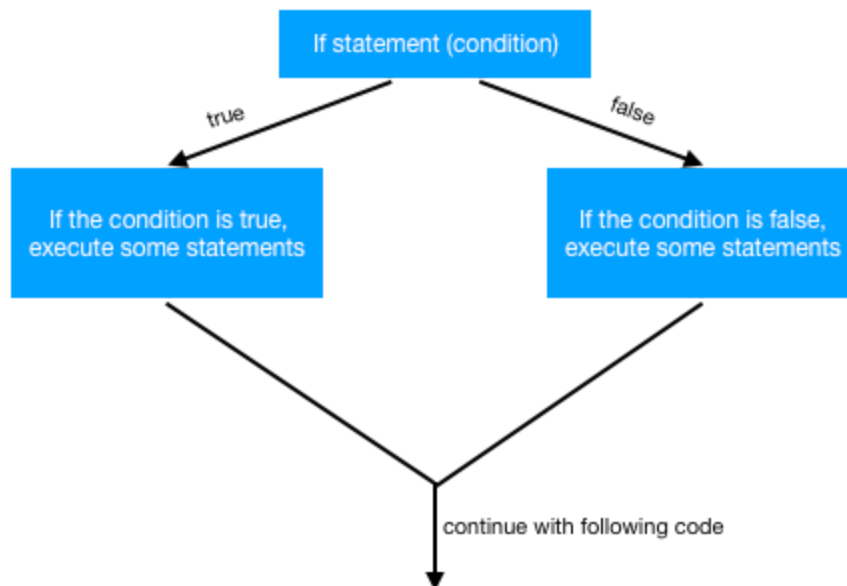 If statement (condition)
true
false
If the condition is true,
execute some statements
If the condition is false,
execute some statements
continue with following code